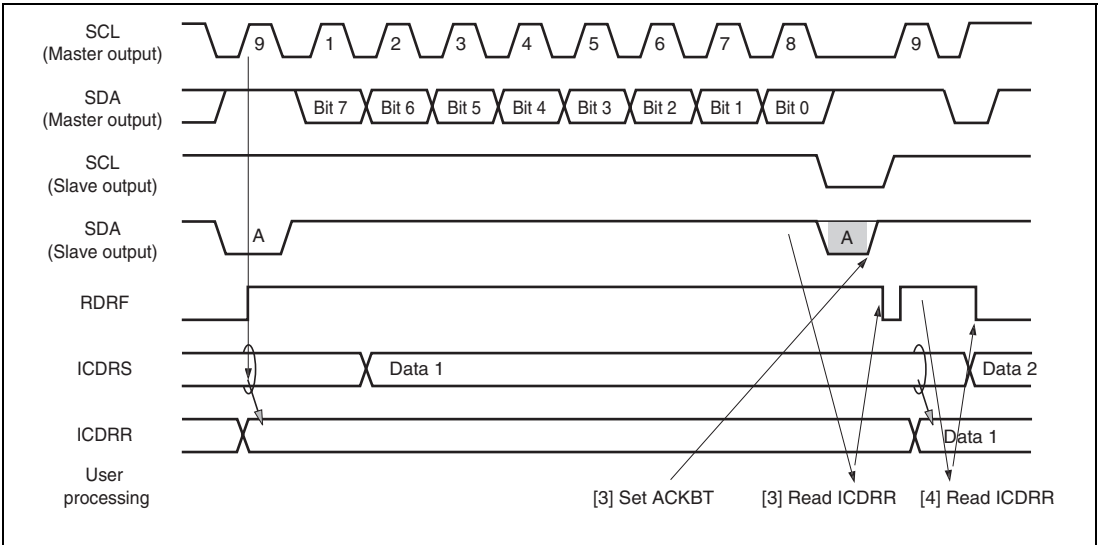 SCL
(Master output)
9 1 2 3 4 5 6 7 8 9
SDA
(Master output)
Bit 7 Bit 6 Bit 5 Bit 4 Bit 3 Bit 2 Bit 1 Bit 0
SCL
(Slave output)
SDA
(Slave output)
A A
RDRF
ICDRS
Data 1 Data 2
ICDRR
Data 1
User
processing
[3] Set ACKBT [3] Read ICDRR [4] Read ICDRR